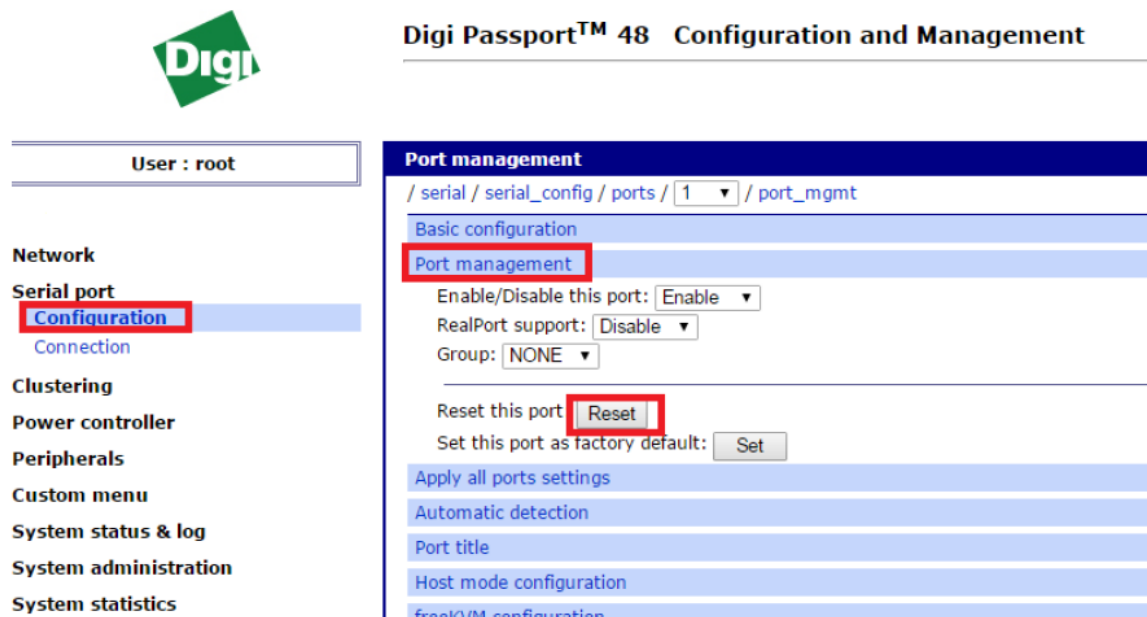 Digi
Digi Passport™ 48 Configuration and Management
User : root
Network
Serial port
Configuration
Connection
Clustering
Power controller
Peripherals
Custom menu
System status & log
System administration
System statistics
Port management
/ serial / serial_config / ports / 1 / port_mgmt
Basic configuration
Port management
Enable/Disable this port: Enable
RealPort support: Disable
Group: NONE
Reset this port Reset
Set this port as factory default: Set
Apply all ports settings
Automatic detection
Port title
Host mode configuration
freeKVM configuration